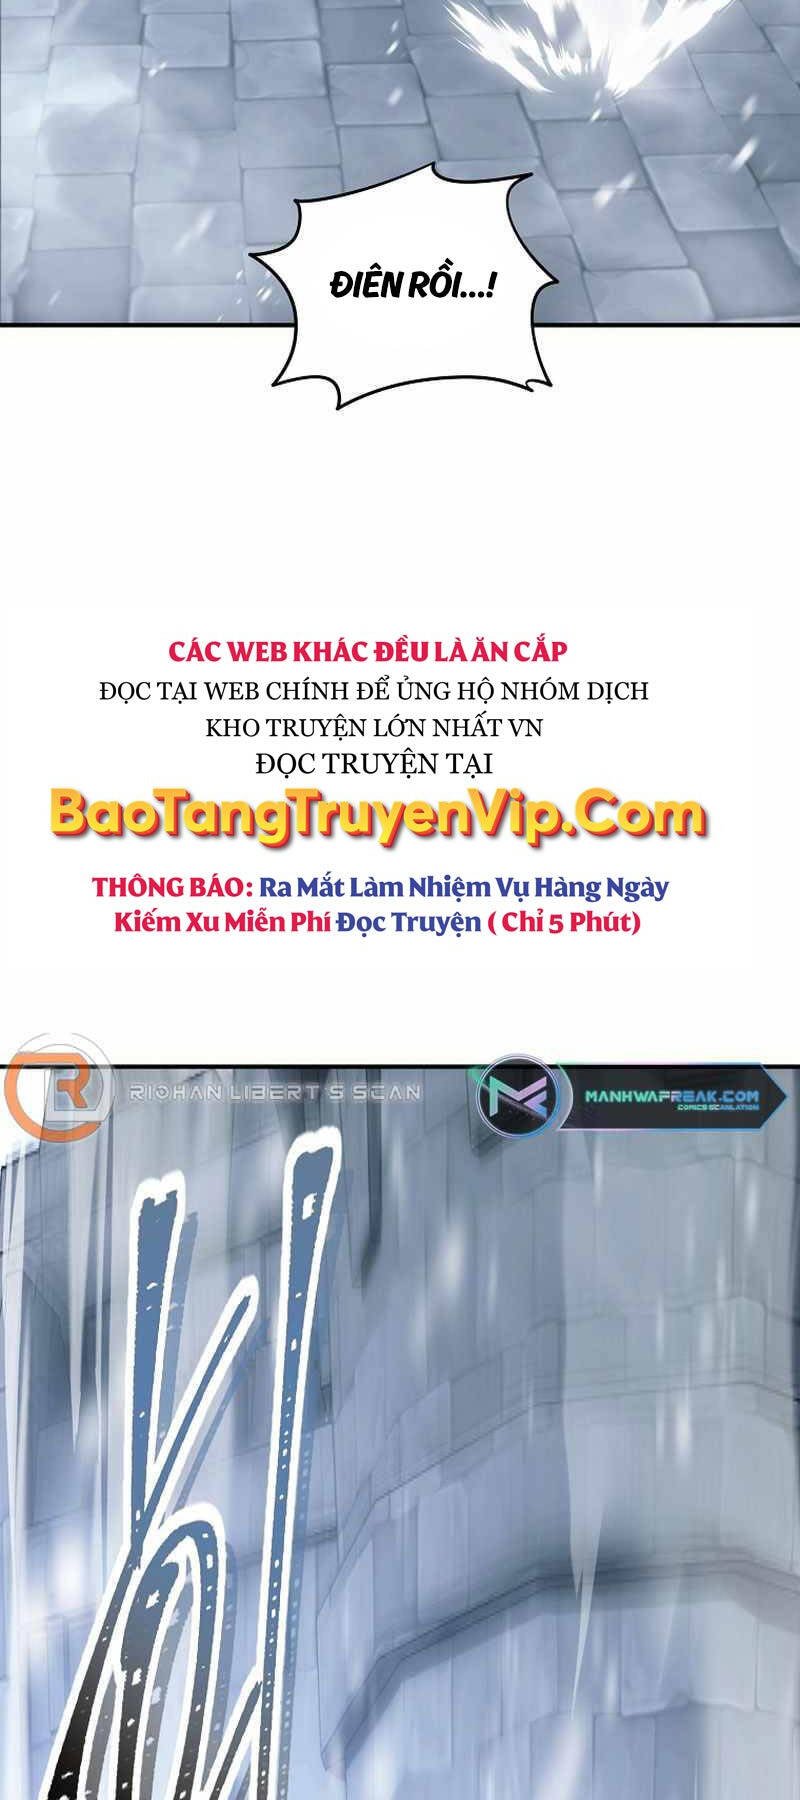 ĐIÊN RỒI...!
CÁC WEB KHÁC ĐỀU LÀ ĂN CẮP
ĐỌC TẠI WEB CHÍNH ĐỂ ỦNG HỘ NHÓM DỊCH
KHO TRUYỆN LỚN NHẤT VN
ĐỌC TRUYỆN TẠI
BaoTangTruyenVip.Com
THÔNG BÁO: Ra Mắt Làm Nhiệm Vụ Hàng Ngày
Kiếm Xu Miễn Phí Đọc Truyện ( Chỉ 5 Phút)
RIOHAN LIBERT'S SCAN
MANHWAFREAK.COM
COMICS SCANLATION